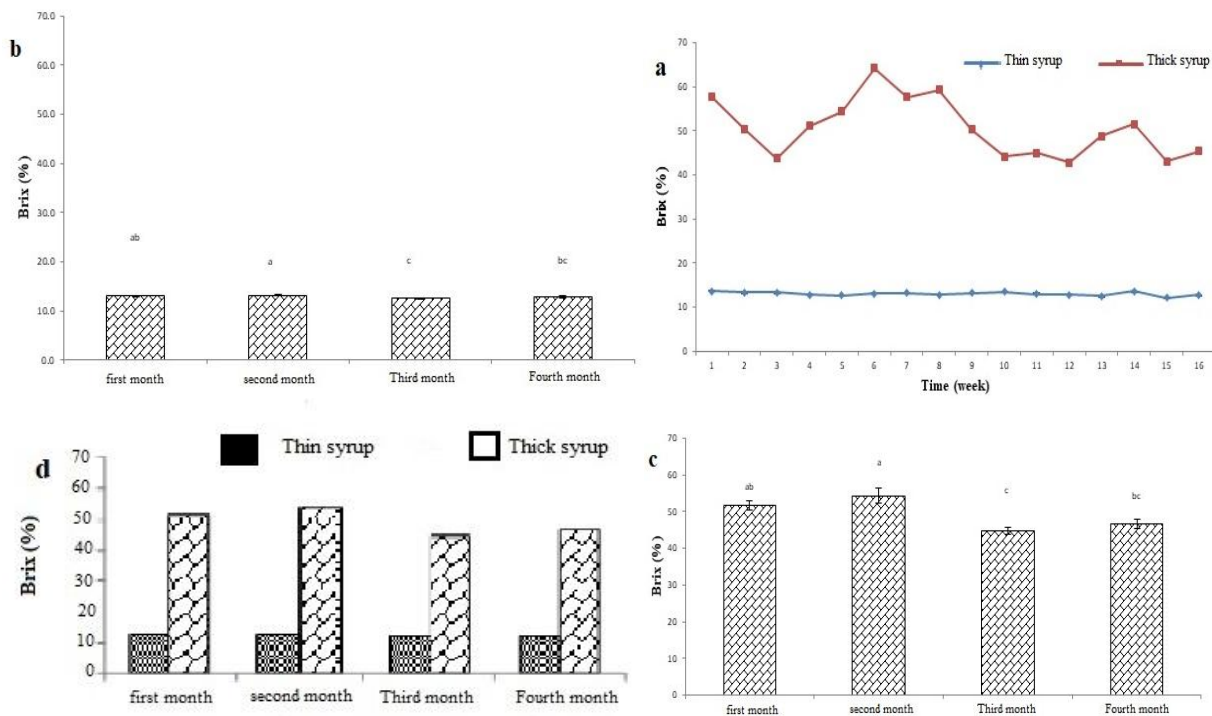 b
70.0
60.0
50.0
40.0
30.0
20.0
10.0
0.0
Brix (%)
ab
a
c
bc
first month
second month
Third month
Fourth month
a
Thin syrup
Thick syrup
70
60
50
40
30
20
10
0
Brix (%)
1 2 3 4 5 6 7 8 9 10 11 12 13 14 15 16
Time (week)
d
Thin syrup
Thick syrup
70
60
50
40
30
20
10
0
Brix (%)
first month
second month
Third month
Fourth month
c
70
60
50
40
30
20
10
0
Brix (%)
ab
a
c
bc
first month
second month
Third month
Fourth month